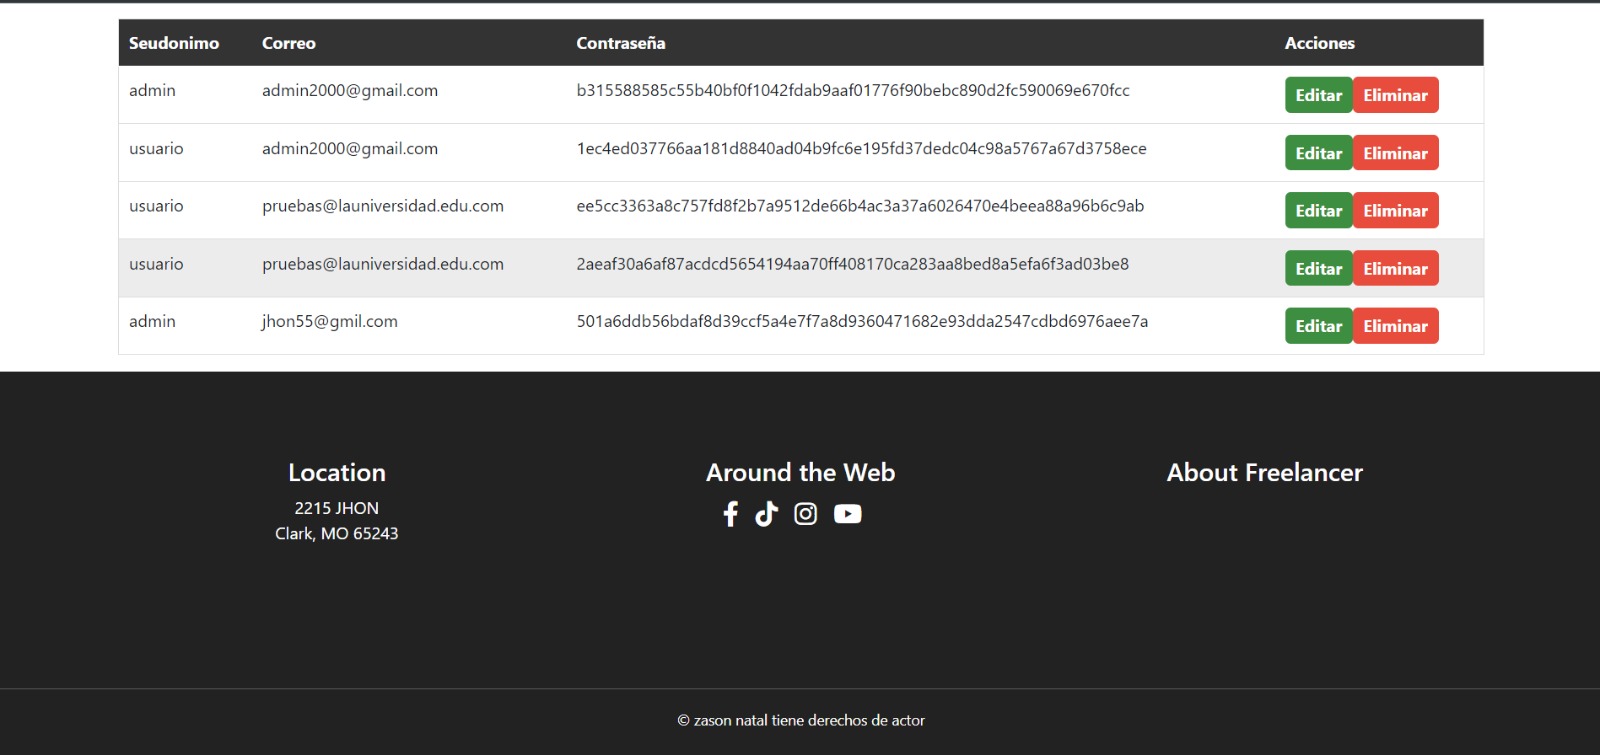 Seudonimo Correo Contraseña Acciones
admin admin2000@gmail.com b315588585c55b40bf0f1042fdab9aaf01776f90bebc890d2fc590069e670fcc Editar Eliminar
usuario admin2000@gmail.com 1ec4ed037766aa181d8840ad04b9fc6e195fd37dedc04c98a5767a67d3758ece Editar Eliminar
usuario pruebas@launiversidad.edu.com ee5cc3363a8c757fd8f2b7a9512de66b4ac3a37a6026470e4beea88a96b6c9ab Editar Eliminar
usuario pruebas@launiversidad.edu.com 2aeaf30a6af87acdcd5654194aa70ff408170ca283aa8bed8a5efa6f3ad03be8 Editar Eliminar
admin jhon55@gmil.com 501a6ddb56bdaf8d39ccf5a4e7f7a8d9360471682e93dda2547cdbd6976aee7a Editar Eliminar
Location
2215 JHON
Clark, MO 65243
Around the Web
About Freelancer
© zason natal tiene derechos de actor